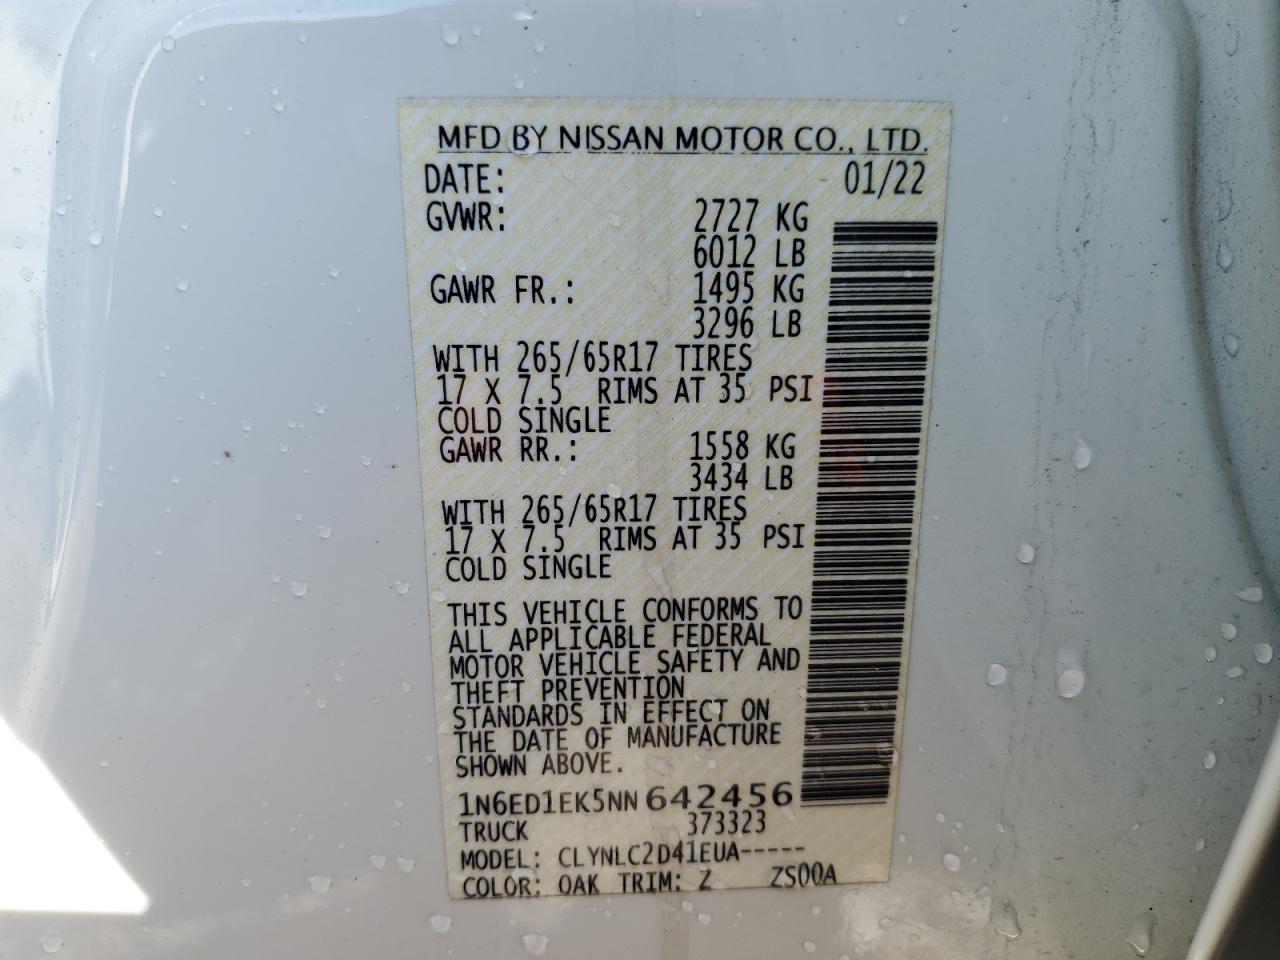 MFD BY NISSAN MOTOR CO., LTD.
DATE: 01/22
GVWR: 2727 KG
6012 LB
GAWR FR.: 1495 KG
3296 LB
WITH 265/65R17 TIRES
17 X 7.5 RIMS AT 35 PSI
COLD SINGLE
GAWR RR.: 1558 KG
3434 LB
WITH 265/65R17 TIRES
17 X 7.5 RIMS AT 35 PSI
COLD SINGLE
THIS VEHICLE CONFORMS TO
ALL APPLICABLE FEDERAL
MOTOR VEHICLE SAFETY AND
THEFT PREVENTION
STANDARDS IN EFFECT ON
THE DATE OF MANUFACTURE
SHOWN ABOVE.
1N6ED1EK5NN642456
TRUCK 373323
MODEL: CLYNLC2D41EUA-----
COLOR: QAK TRIM: Z ZS00A